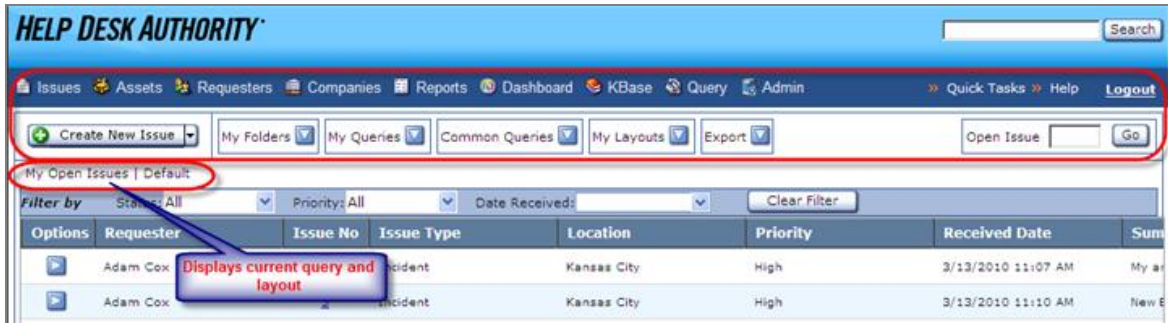 HELP DESK AUTHORITY
Search
Issues Assets Requesters Companies Reports Dashboard KBase Query Admin » Quick Tasks » Help Logout
Create New Issue My Folders My Queries Common Queries My Layouts Export Open Issue Go
My Open Issues | Default
Filter by Status: All Priority: All Date Received: Clear Filter
Options Requester Issue No Issue Type Location Priority Received Date Sum
Adam Cox Incident Kansas City High 3/13/2010 11:07 AM My
Displays current query and
layout
Adam Cox 2 Incident Kansas City High 3/13/2010 11:10 AM New